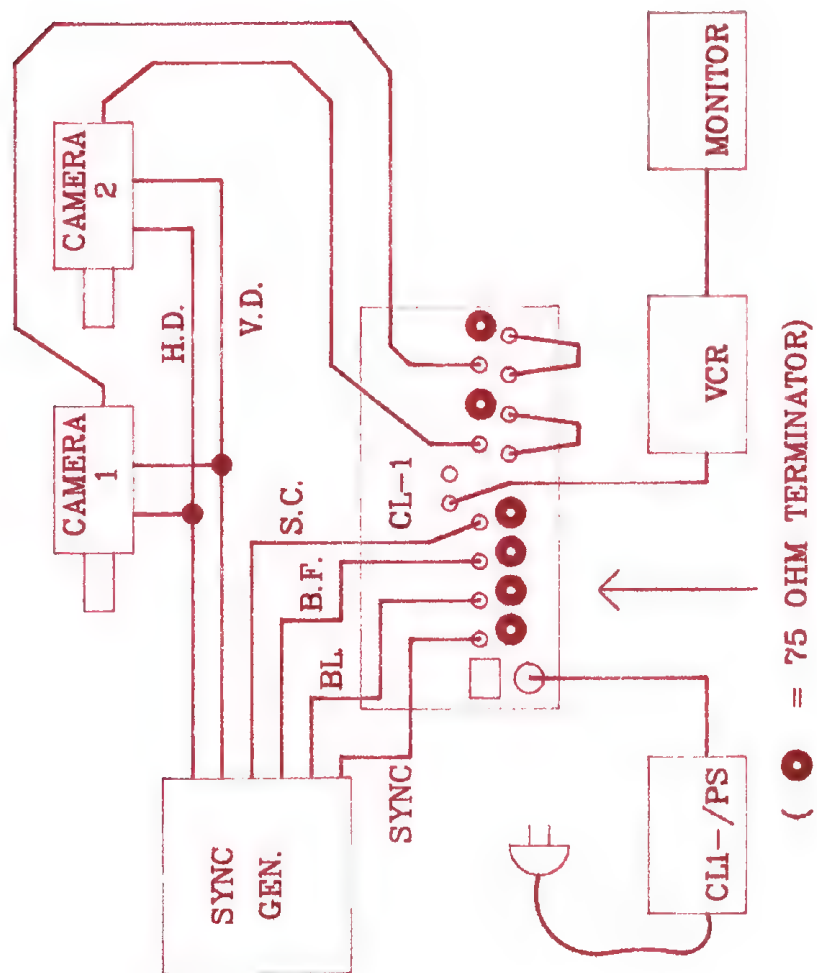 CAMERA
1
CAMERA
2
H.D.
V.D.
SYNC
GEN.
S.C.
B.F.
BL
SYNC
CL-1
CL1-/PS
VCR
MONITOR
( = 75 OHM TERMINATOR)